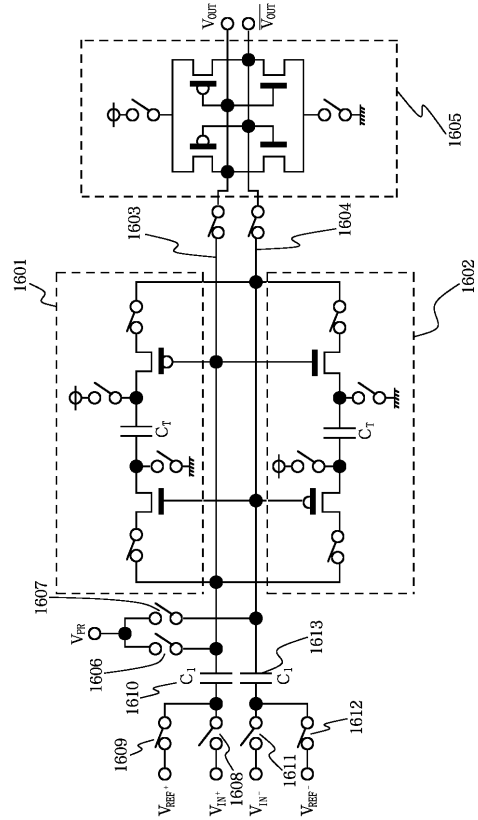 V_OUT
V_OUT
1605
1603
1604
1601
1602
C_T
C_T
1607
V_PR
1606
1610
C_1
C_1
1613
1609
1608
1611
1612
V_REF^+
V_IN^+
V_IN^-
V_REF^-